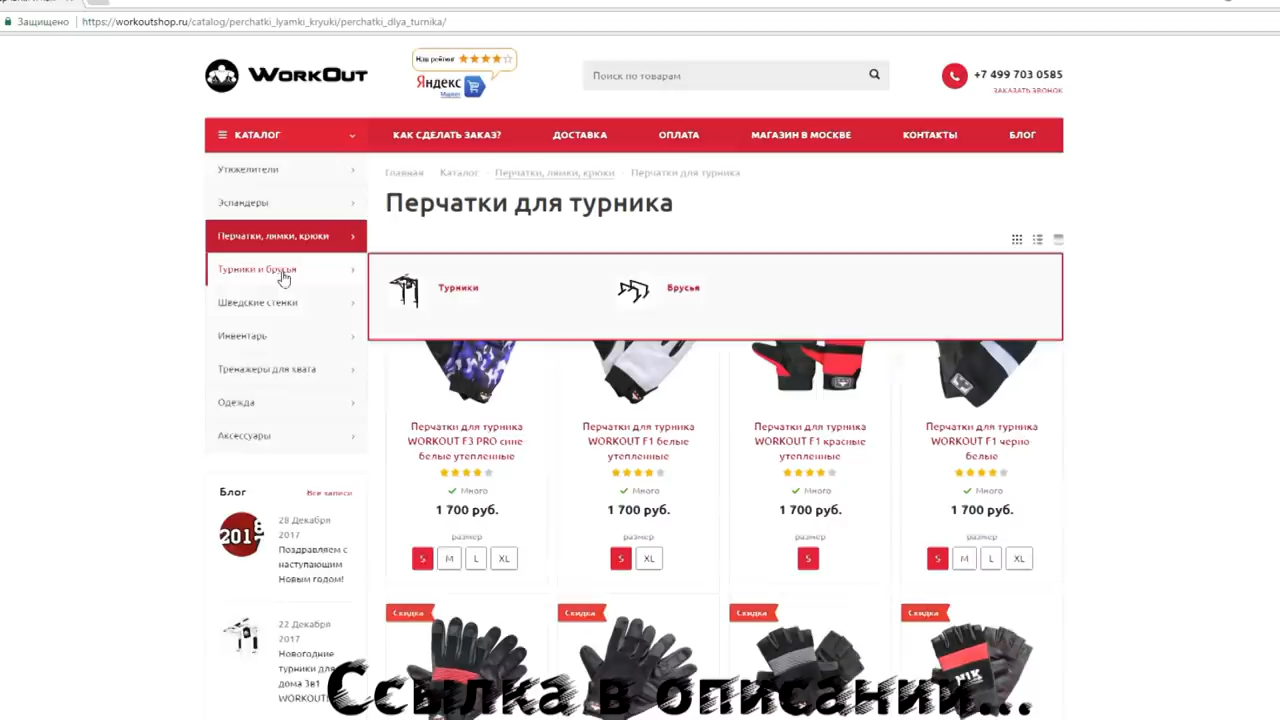 Защищено
https://workoutshop.ru/catalog/perchatki_lyamki_kryuki/perchatki_dlya_turnika/
WORKOUT
Наш рейтинг
Яндекс
Маркет
Поиск по товарам
+7 499 703 0585
ЗАКАЗАТЬ ЗВОНОК
КАТАЛОГ
КАК СДЕЛАТЬ ЗАКАЗ?
ДОСТАВКА
ОПЛАТА
МАГАЗИН В МОСКВЕ
КОНТАКТЫ
БЛОГ
Утяжелители
Эспандеры
Перчатки, лямки, крюки
Турники и брусья
Шведские стенки
Инвентарь
Тренажеры для хвата
Одежда
Аксессуары
Главная
Каталог
Перчатки, лямки, крюки
Перчатки для турника
Перчатки для турника
Турники
Брусья
Перчатки для турника
WORKOUT F3 PRO сине
белые утепленные
Много
1 700 руб.
размер
S M L XL
Перчатки для турника
WORKOUT F1 белые
утепленные
Много
1 700 руб.
размер
S XL
Перчатки для турника
WORKOUT F1 красные
утепленные
Много
1 700 руб.
размер
S
Перчатки для турника
WORKOUT F1 черно
белые
Много
1 700 руб.
размер
S M L XL
Блог
Все записи
28 Декабря
2017
Поздравляем с
наступающим
Новым годом!
22 Декабря
2017
Новогодние
турники для
дома 3в1
WORKOUT!
Скидка
Скидка
Скидка
Скидка
Ссылка в описании...